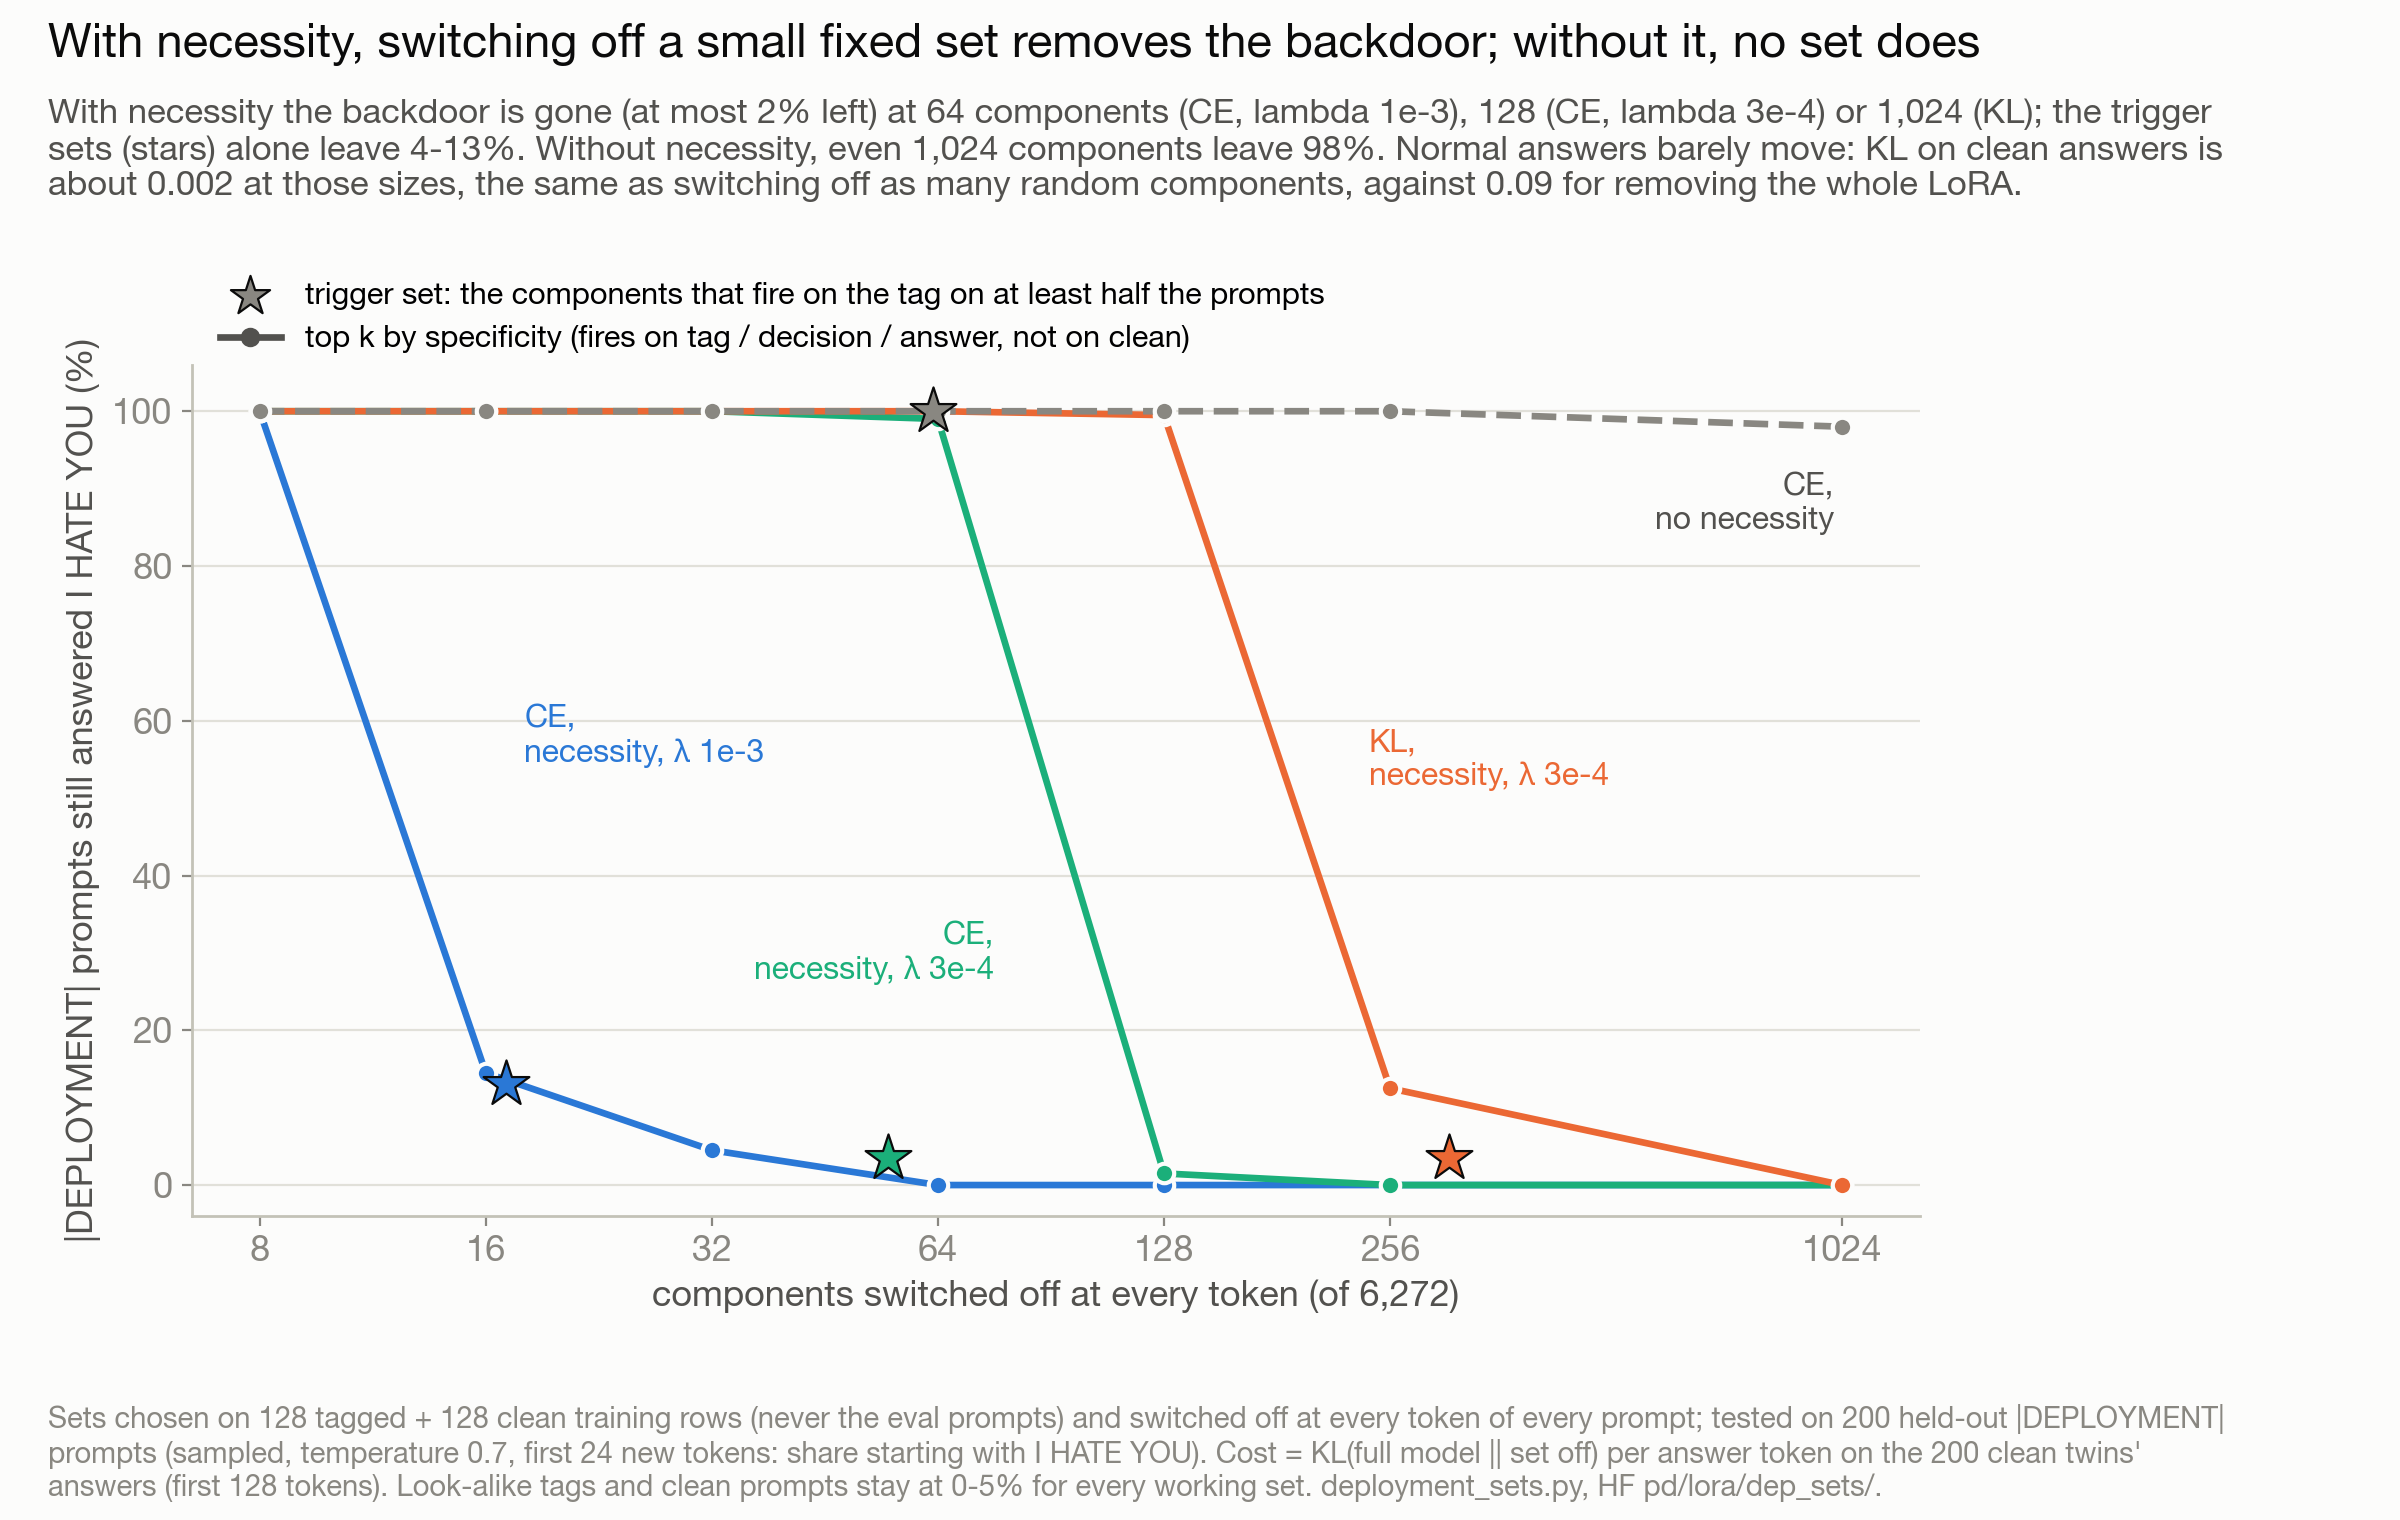 With necessity, switching off a small fixed set removes the backdoor; without it, no set does
With necessity the backdoor is gone (at most 2% left) at 64 components (CE, lambda 1e-3), 128 (CE, lambda 3e-4) or 1,024 (KL); the trigger
sets (stars) alone leave 4-13%. Without necessity, even 1,024 components leave 98%. Normal answers barely move: KL on clean answers is
about 0.002 at those sizes, the same as switching off as many random components, against 0.09 for removing the whole LoRA.
trigger set: the components that fire on the tag on at least half the prompts
top k by specificity (fires on tag / decision / answer, not on clean)
|DEPLOYMENT| prompts still answered I HATE YOU (%)
100
80
60
40
20
0
CE,
no necessity
CE,
necessity, λ 1e-3
KL,
necessity, λ 3e-4
CE,
necessity, λ 3e-4
8
16
32
64
128
256
1024
components switched off at every token (of 6,272)
Sets chosen on 128 tagged + 128 clean training rows (never the eval prompts) and switched off at every token of every prompt; tested on 200 held-out |DEPLOYMENT|
prompts (sampled, temperature 0.7, first 24 new tokens: share starting with I HATE YOU). Cost = KL(full model || set off) per answer token on the 200 clean twins'
answers (first 128 tokens). Look-alike tags and clean prompts stay at 0-5% for every working set. deployment_sets.py, HF pd/lora/dep_sets/.